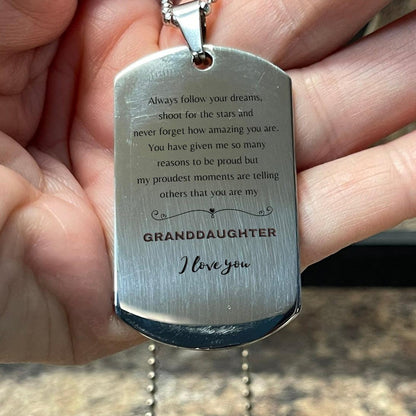 Always follow your dreams,
shoot for the stars and
never forget how amazing you are.
You have given me so many
reasons to be proud but
my proudest moments are telling
others that you are my
GRANDDAUGHTER
I love you